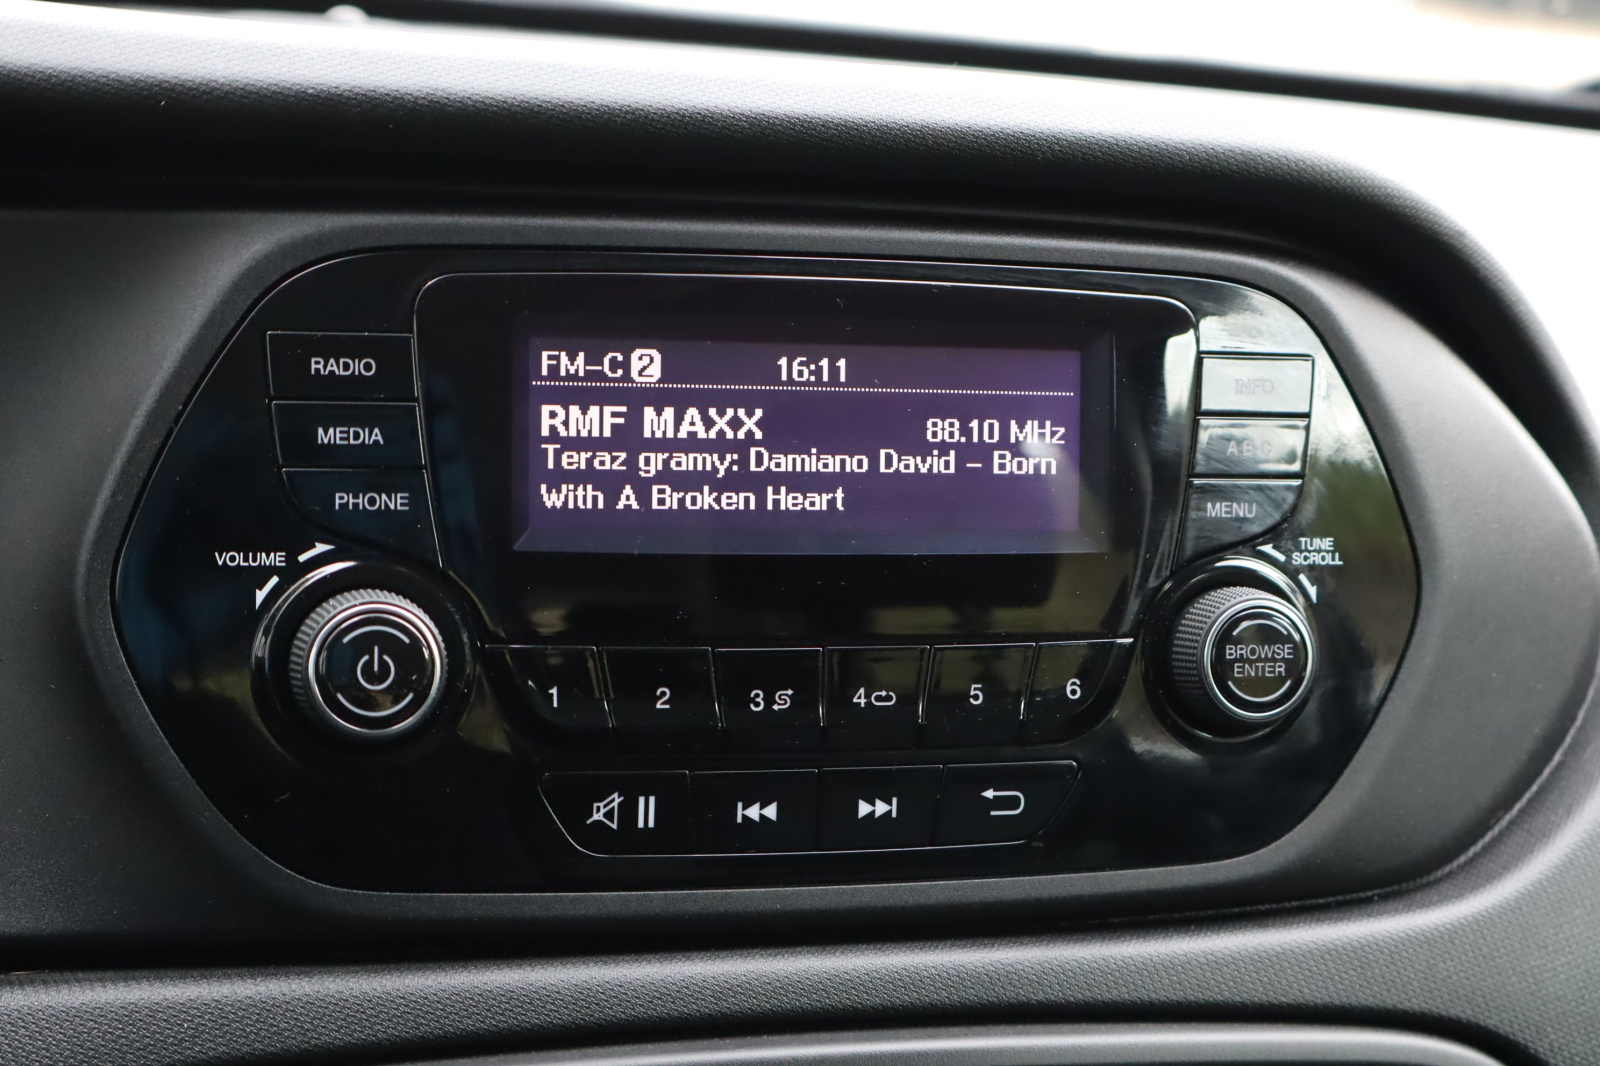 FM-C 2 16:11
RMF MAXX 88.10 MHz
Teraz gramy: Damiano David - Born
With A Broken Heart
RADIO
MEDIA
PHONE
VOLUME
INFO
ABC
MENU
TUNE
SCROLL
BROWSE
ENTER
1 2 3 4 5 6